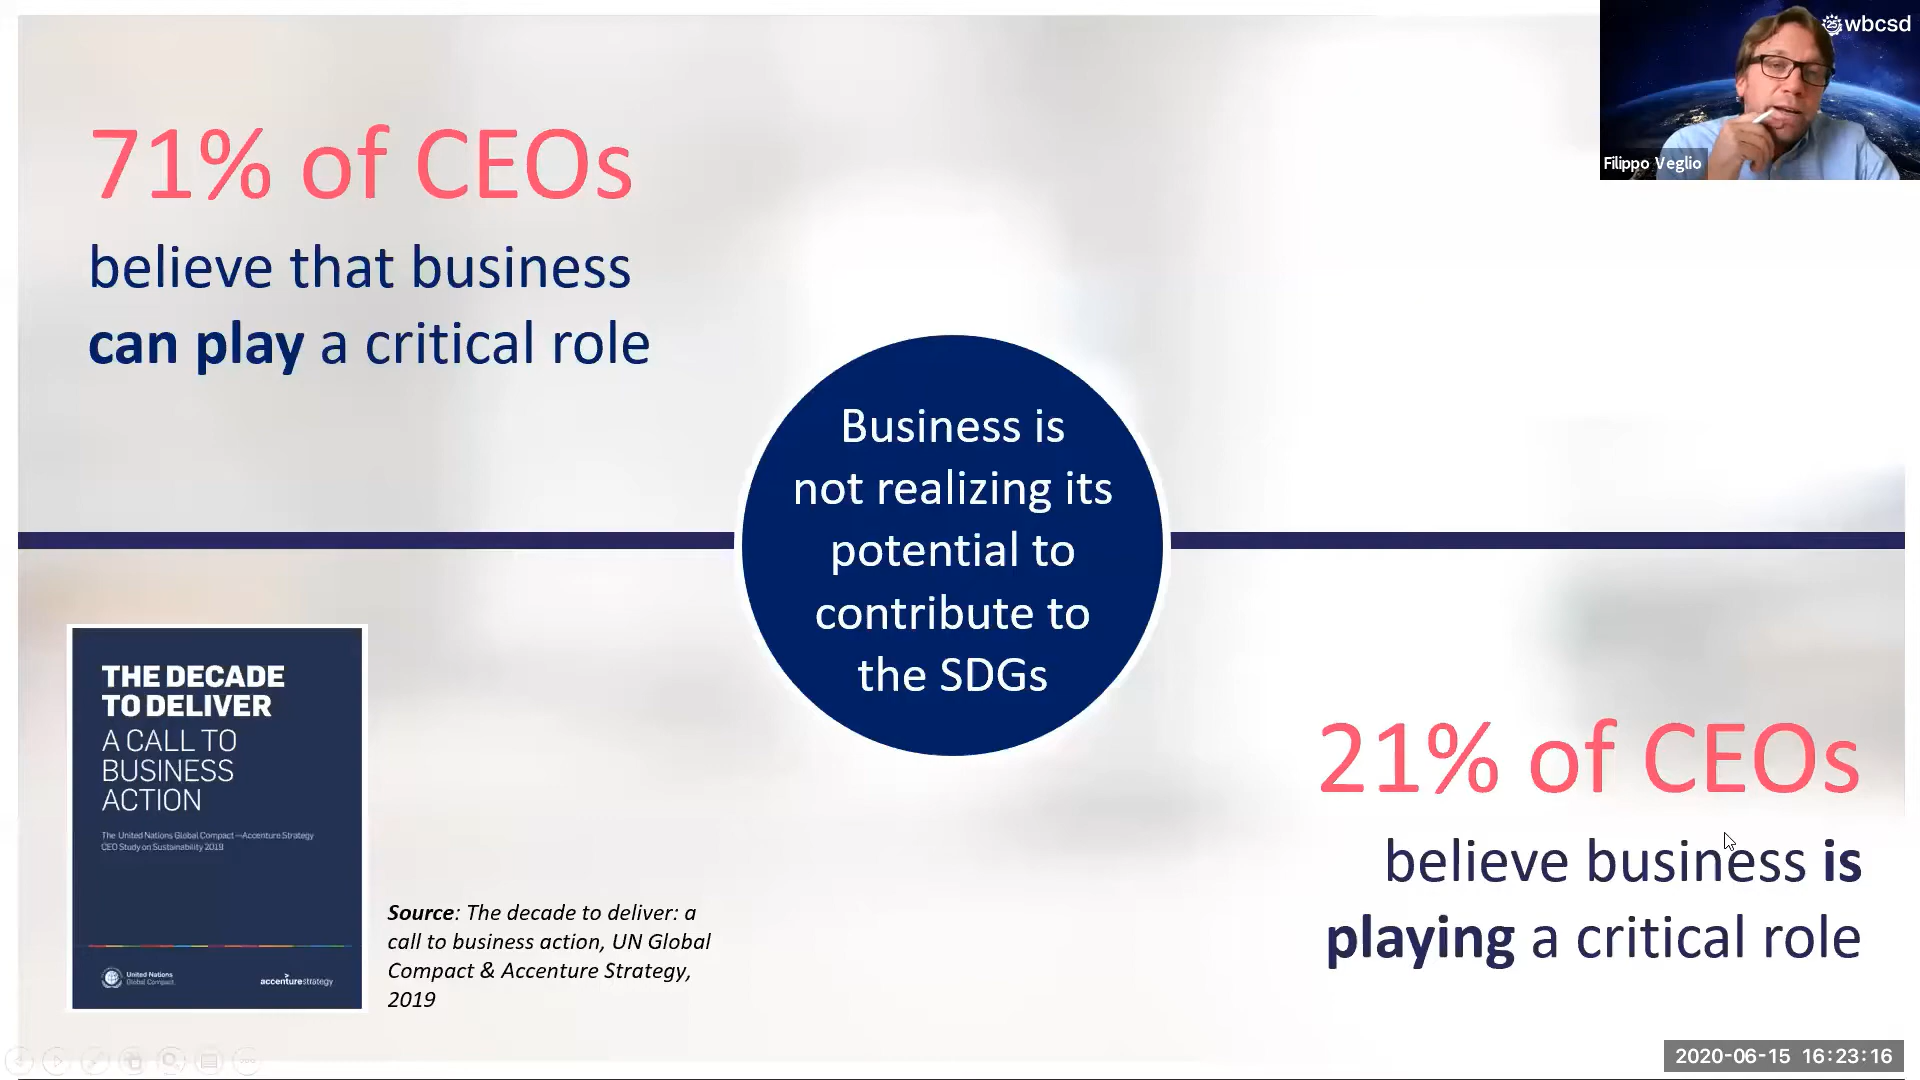 71% of CEOs
believe that business
can play a critical role
wbcsd
Filippo Veglio
Business is
not realizing its
potential to
contribute to
the SDGs
THE DECADE
TO DELIVER
A CALL TO
BUSINESS
ACTION
The United Nations Global Compact—Accenture Strategy
CEO Study on Sustainability 2019
United Nations
Global Compact
accenturestrategy
Source: The decade to deliver: a
call to business action, UN Global
Compact & Accenture Strategy,
2019
21% of CEOs
believe business is
playing a critical role
2020-06-15 16:23:16